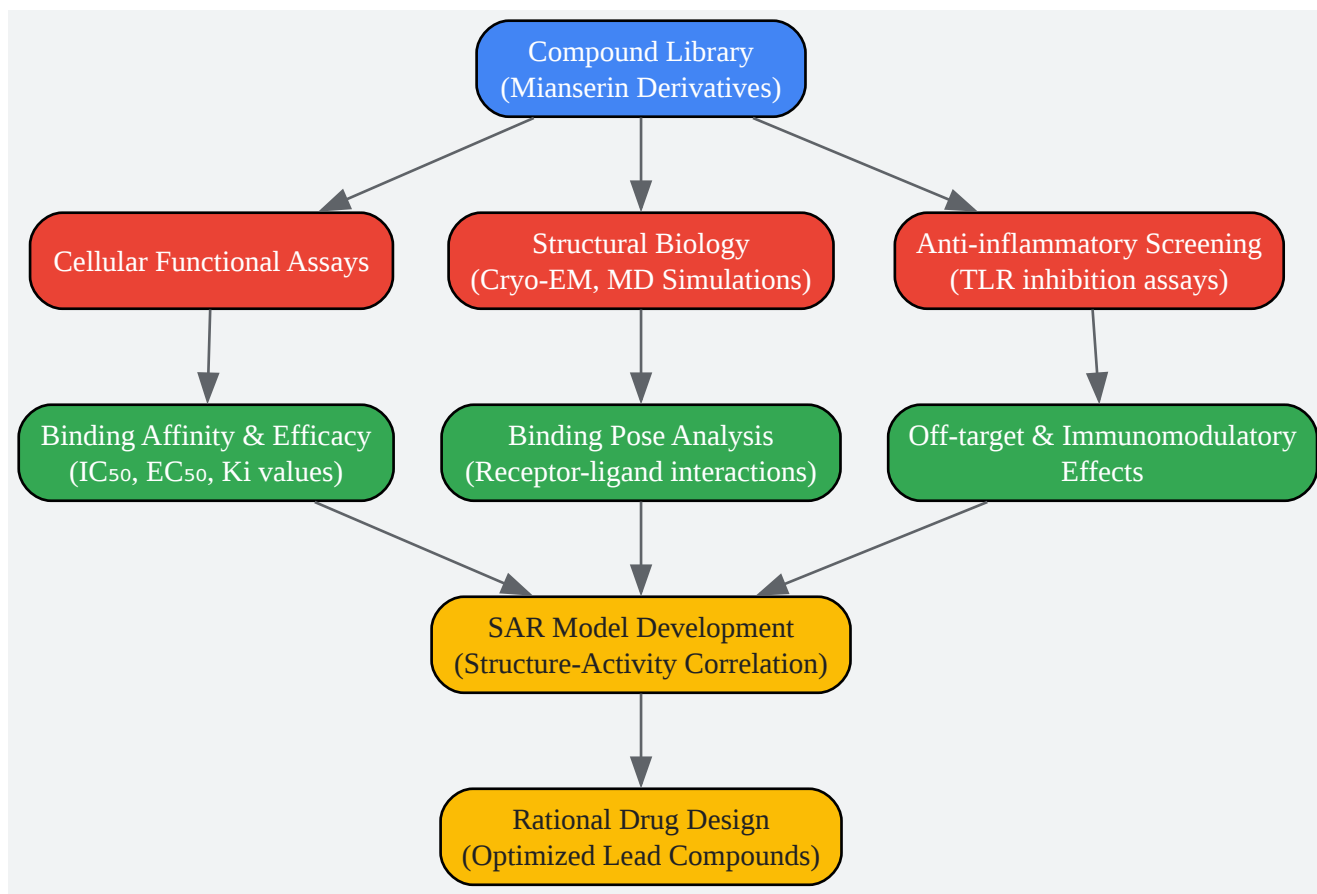 Compound Library
(Mianserin Derivatives)
Cellular Functional Assays
Structural Biology
(Cryo-EM, MD Simulations)
Anti-inflammatory Screening
(TLR inhibition assays)
Binding Affinity & Efficacy
(IC₅₀, EC₅₀, Ki values)
Binding Pose Analysis
(Receptor-ligand interactions)
Off-target & Immunomodulatory
Effects
SAR Model Development
(Structure-Activity Correlation)
Rational Drug Design
(Optimized Lead Compounds)